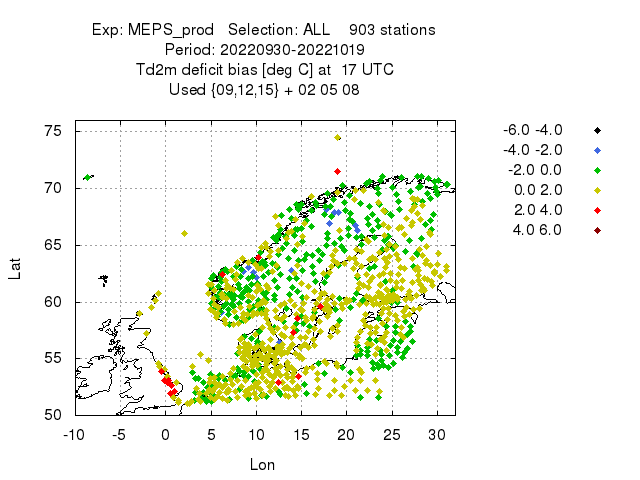 Exp: MEPS_prod Selection: ALL 903 stations
Period: 20220930-20221019
Td2m deficit bias [deg C] at 17 UTC
Used {09,12,15} + 02 05 08
-6.0 -4.0
-4.0 -2.0
-2.0 0.0
0.0 2.0
2.0 4.0
4.0 6.0
Lat
75
70
65
60
55
50
-10 -5 0 5 10 15 20 25 30
Lon